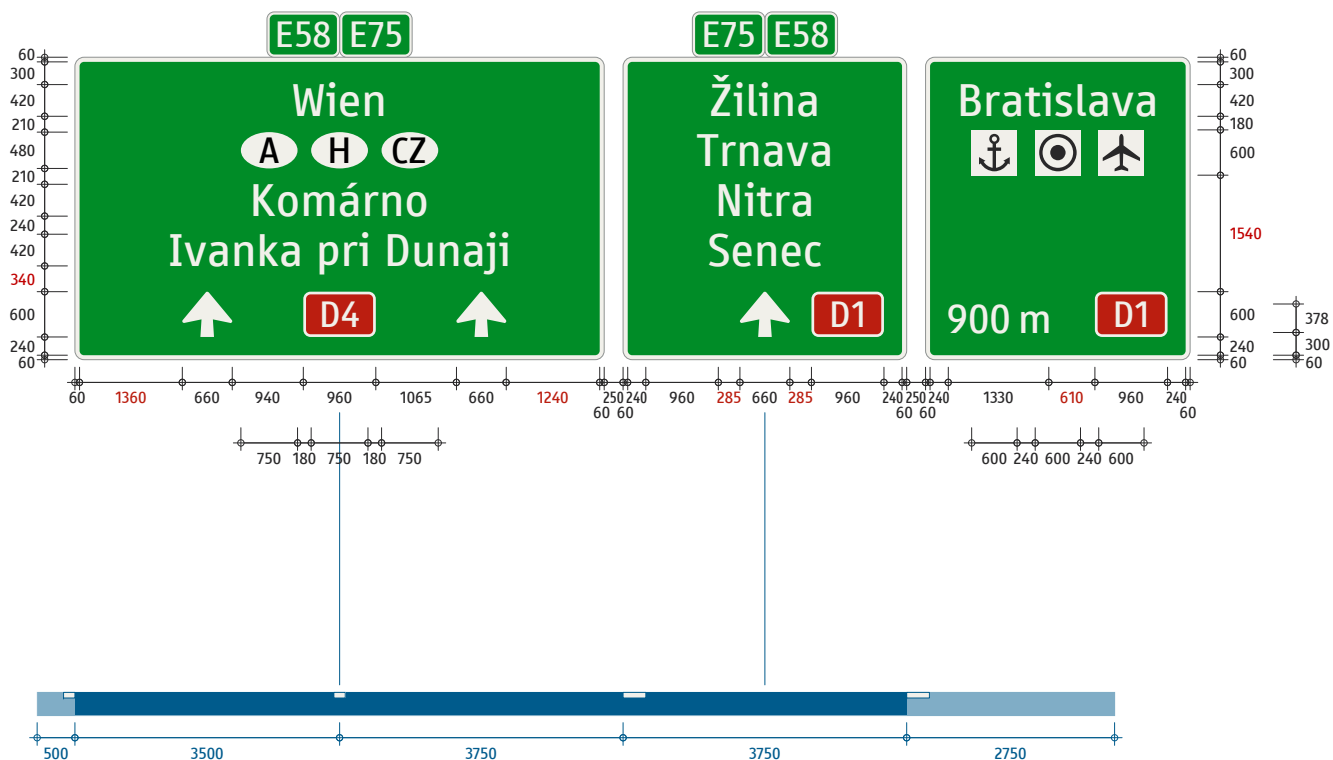 E58 E75
E75 E58
60
300
420
210
480
210
420
240
420
340
600
240
60
Wien
A H CZ
Komárno
Ivanka pri Dunaji
D4
Žilina
Trnava
Nitra
Senec
D1
Bratislava
900 m D1
60
300
420
180
600
1540
600
240
60
378
300
60
60 1360 660 940 960 1065 660 1240 60 250 60 240 960 285 660 285 960 240 60 250 60 240 1330 610 960 240 60
750 180 750 180 750
600 240 600 240 600
500 3500 3750 3750 2750